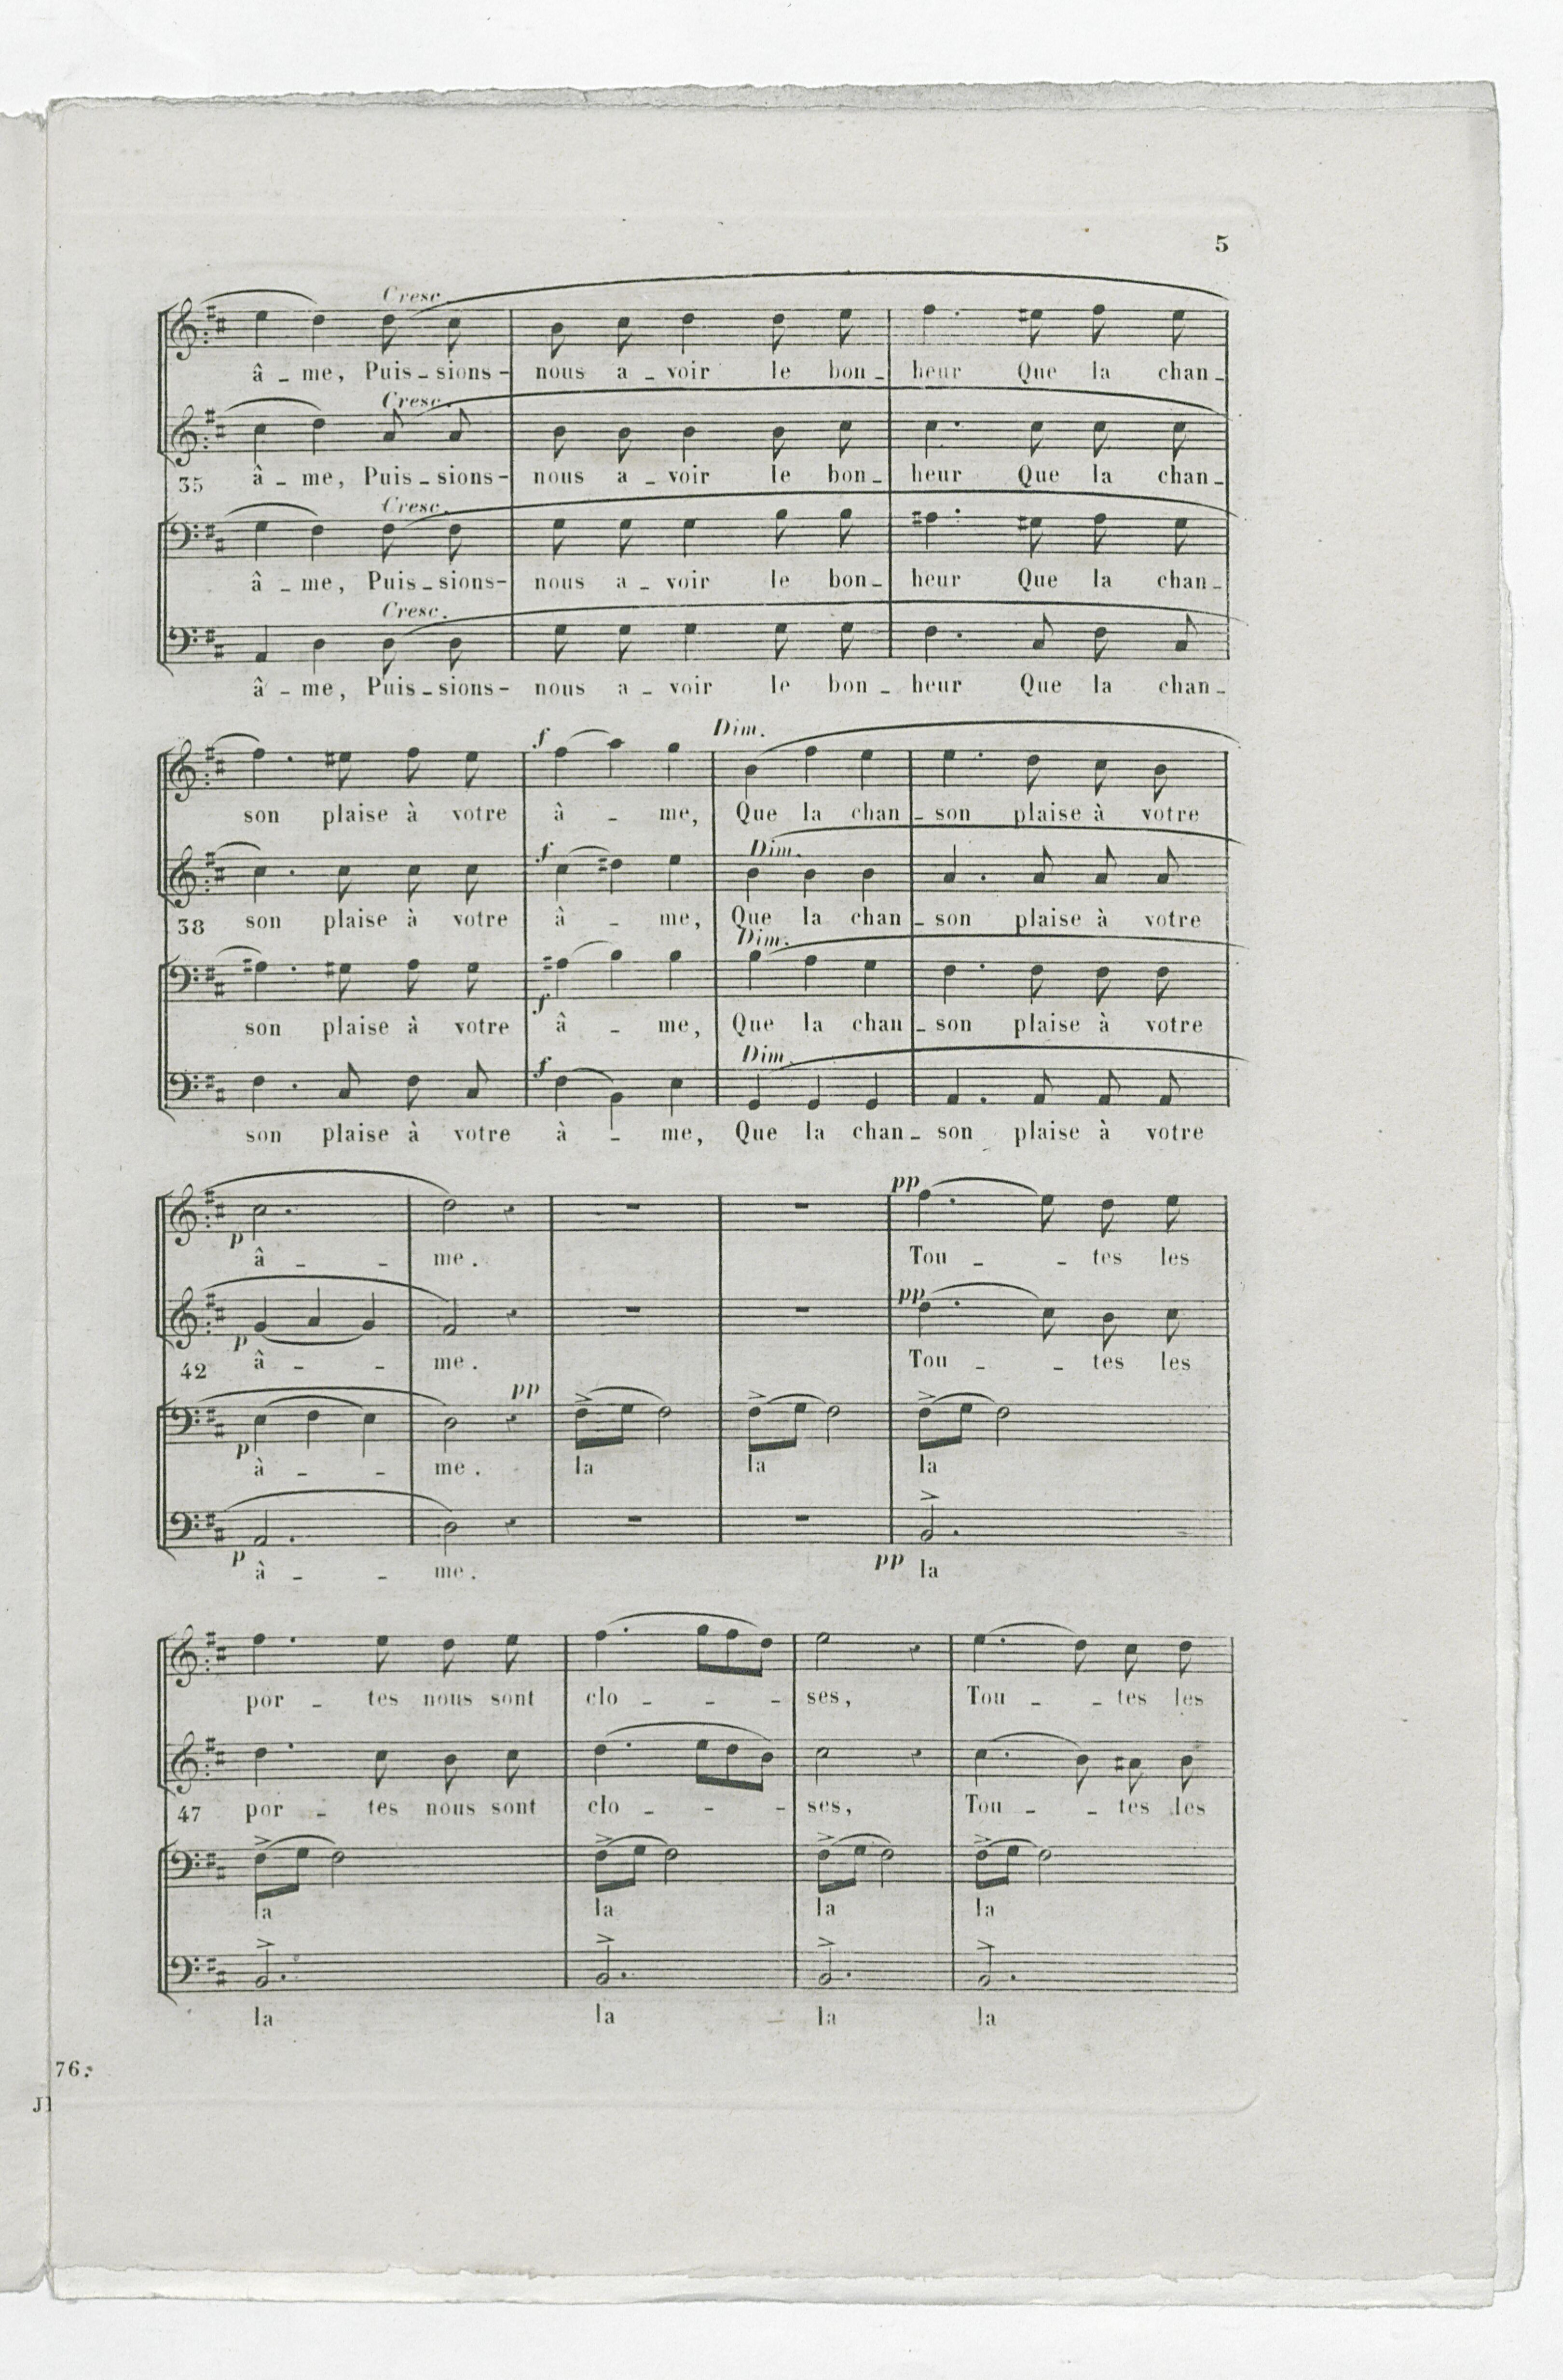 5
Cresc.
â - me, Puis - sions - nous a - voir le bon - heur Que la chan -
Cresc.
â - me, Puis - sions - nous a - voir le bon - heur Que la chan -
35
Cresc.
â - me, Puis - sions - nous a - voir le bon - heur Que la chan -
Cresc.
â - me, Puis - sions - nous a - voir le bon - heur Que la chan -
f Dim.
son plaise à votre â - me, Que la chan - son plaise à votre
f Dim.
son plaise à votre â - me, Que la chan - son plaise à votre
38
Dim.
f
son plaise à votre â - me, Que la chan - son plaise à votre
f Dim.
son plaise à votre à - me, Que la chan - son plaise à votre
pp
p
â - - me. Tou - - tes les
pp
p
â - - me. Tou - - tes les
42
pp
p
à - - me. la la la
p pp
à - - me. la
por - tes nous sont clo - - - ses, Tou - - tes les
por - tes nous sont clo - - - ses, Tou - - tes les
47
la la la la
la la la la
76.